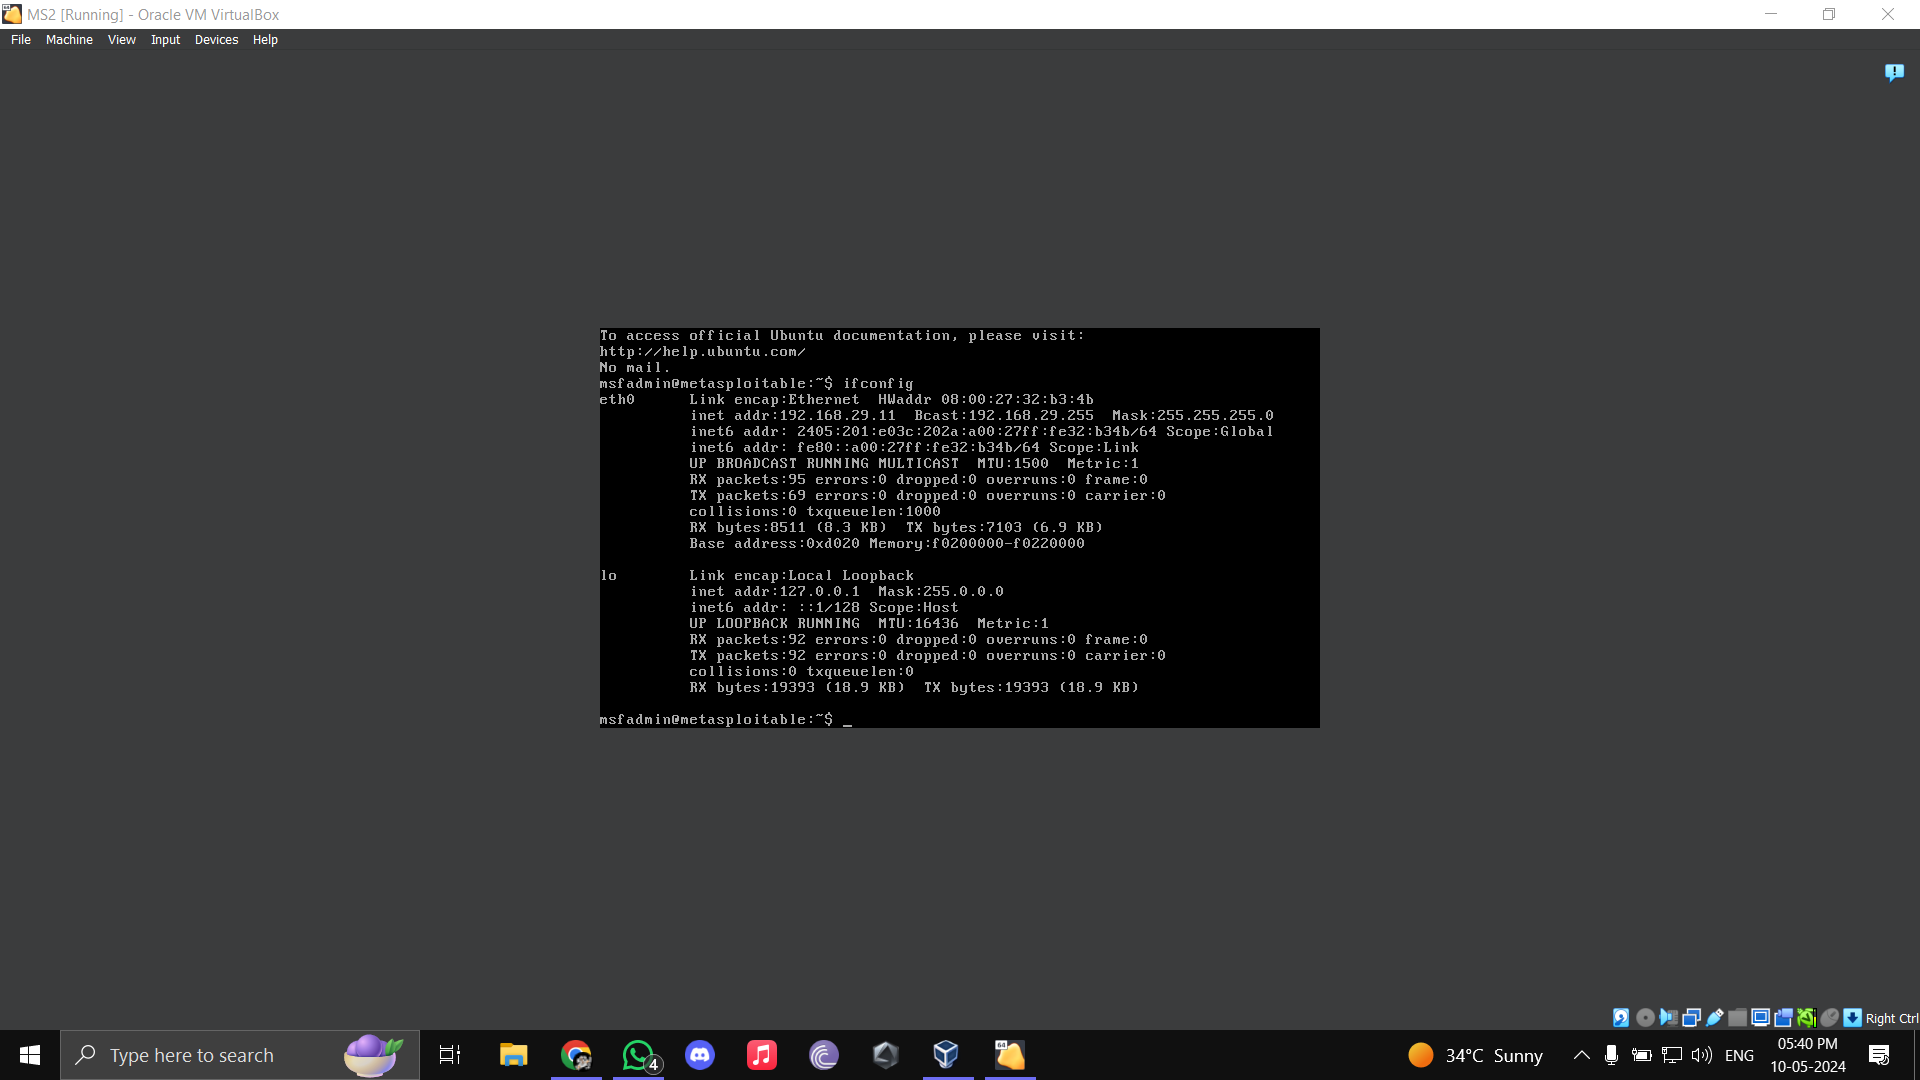 MS2 [Running] - Oracle VM VirtualBox
File Machine View Input Devices Help
To access official Ubuntu documentation, please visit:
http://help.ubuntu.com/
No mail.
msfadmin@metasploitable:~$ ifconfig
eth0 Link encap:Ethernet HWaddr 08:00:27:32:b3:4b
inet addr:192.168.29.11 Bcast:192.168.29.255 Mask:255.255.255.0
inet6 addr: 2405:201:e03c:202a:a00:27ff:fe32:b34b/64 Scope:Global
inet6 addr: fe80::a00:27ff:fe32:b34b/64 Scope:Link
UP BROADCAST RUNNING MULTICAST MTU:1500 Metric:1
RX packets:95 errors:0 dropped:0 overruns:0 frame:0
TX packets:69 errors:0 dropped:0 overruns:0 carrier:0
collisions:0 txqueuelen:1000
RX bytes:8511 (8.3 KB) TX bytes:7103 (6.9 KB)
Base address:0xd020 Memory:f0200000-f0220000
lo Link encap:Local Loopback
inet addr:127.0.0.1 Mask:255.0.0.0
inet6 addr: ::1/128 Scope:Host
UP LOOPBACK RUNNING MTU:16436 Metric:1
RX packets:92 errors:0 dropped:0 overruns:0 frame:0
TX packets:92 errors:0 dropped:0 overruns:0 carrier:0
collisions:0 txqueuelen:0
RX bytes:19393 (18.9 KB) TX bytes:19393 (18.9 KB)
msfadmin@metasploitable:~$ _
Right Ctrl
Type here to search
4
64
34°C Sunny
ENG
05:40 PM
10-05-2024